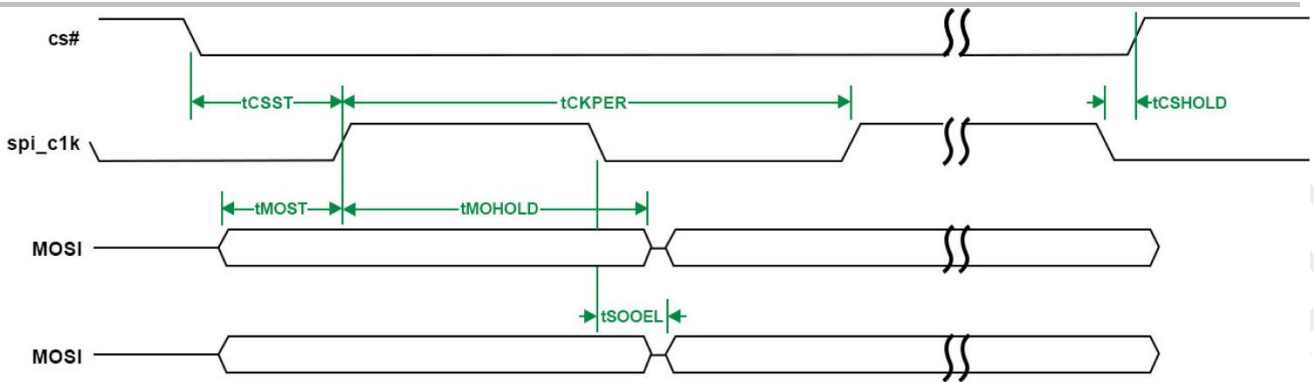 cs#
tCSST
tCKPER
tCSHOLD
spi_c1k
tMOST
tMOHOLD
MOSI
tSOOEL
MOSI